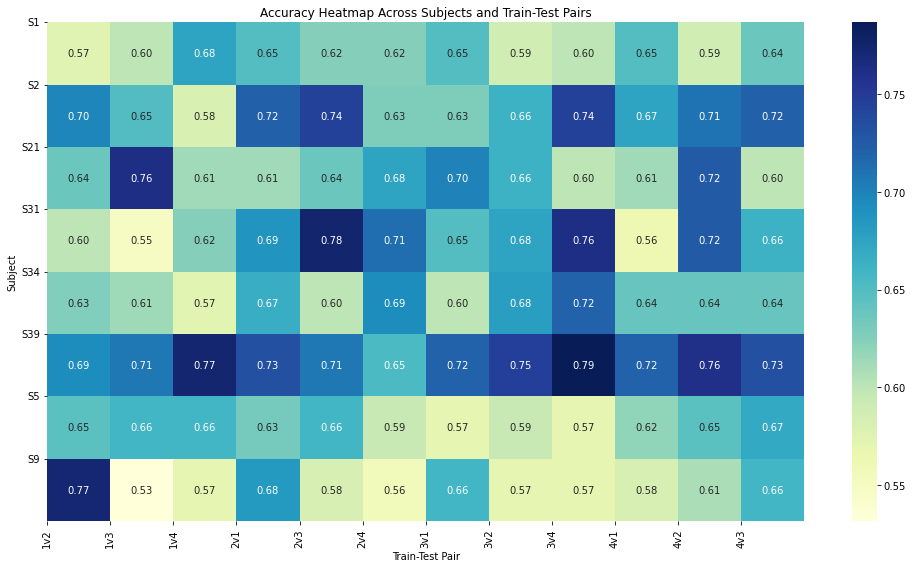 Accuracy Heatmap Across Subjects and Train-Test Pairs
S1
0.57 0.60 0.68 0.65 0.62 0.62 0.65 0.59 0.60 0.65 0.59 0.64
S2
0.70 0.65 0.58 0.72 0.74 0.63 0.63 0.66 0.74 0.67 0.71 0.72
S21
0.64 0.76 0.61 0.61 0.64 0.68 0.70 0.66 0.60 0.61 0.72 0.60
S31
0.60 0.55 0.62 0.69 0.78 0.71 0.65 0.68 0.76 0.56 0.72 0.66
S34
0.63 0.61 0.57 0.67 0.60 0.69 0.60 0.68 0.72 0.64 0.64 0.64
S39
0.69 0.71 0.77 0.73 0.71 0.65 0.72 0.75 0.79 0.72 0.76 0.73
S5
0.65 0.66 0.66 0.63 0.66 0.59 0.57 0.59 0.57 0.62 0.65 0.67
S9
0.77 0.53 0.57 0.68 0.58 0.56 0.66 0.57 0.57 0.58 0.61 0.66
Subject
1v2 1v3 1v4 2v1 2v3 2v4 3v1 3v2 3v4 4v1 4v2 4v3
Train-Test Pair
0.75
0.70
0.65
0.60
0.55